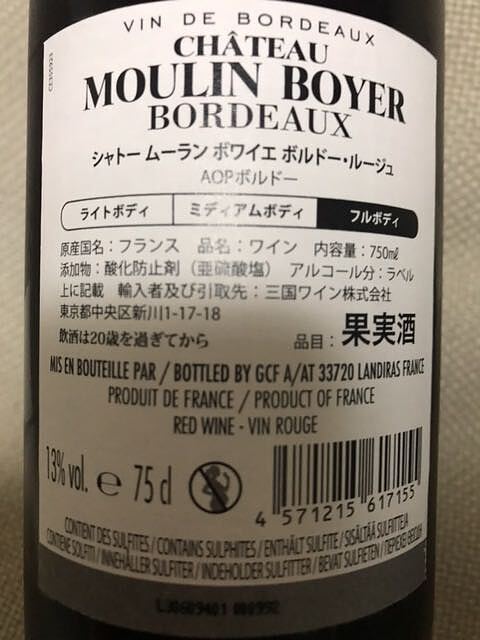 VIN DE BORDEAUX
CHÂTEAU
MOULIN BOYER
BORDEAUX
シャトー ムーラン ボワイエ ボルドー・ルージュ
AOPボルドー
ライトボディ ミディアムボディ フルボディ
原産国名：フランス 品名：ワイン 内容量：750㎖
添加物：酸化防止剤（亜硫酸塩） アルコール分：ラベル
上に記載 輸入者及び引取先：三国ワイン株式会社
東京都中央区新川1-17-18
飲酒は20歳を過ぎてから 品目：果実酒
MIS EN BOUTEILLE PAR / BOTTLED BY GCF A/AT 33720 LANDIRAS FRANCE
PRODUIT DE FRANCE / PRODUCT OF FRANCE
RED WINE - VIN ROUGE
13% vol. ℮ 75 cl
4 571215 617155
CONTIENT DES SULFITES / CONTAINS SULPHITES / ENTHÄLT SULFITE / SISÄLTÄÄ SULFIITTEJA
CONTIENE SOLFITI / INNEHÅLLER SULFITER / INDEHOLDER SULFITTER / BEVAT SULFIETEN / ΠΕΡΙΕΧΕΙ ΘΕΙΩΔΗ